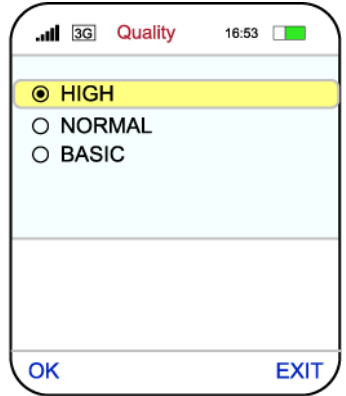 3G Quality 16:53
HIGH
NORMAL
BASIC
OK EXIT